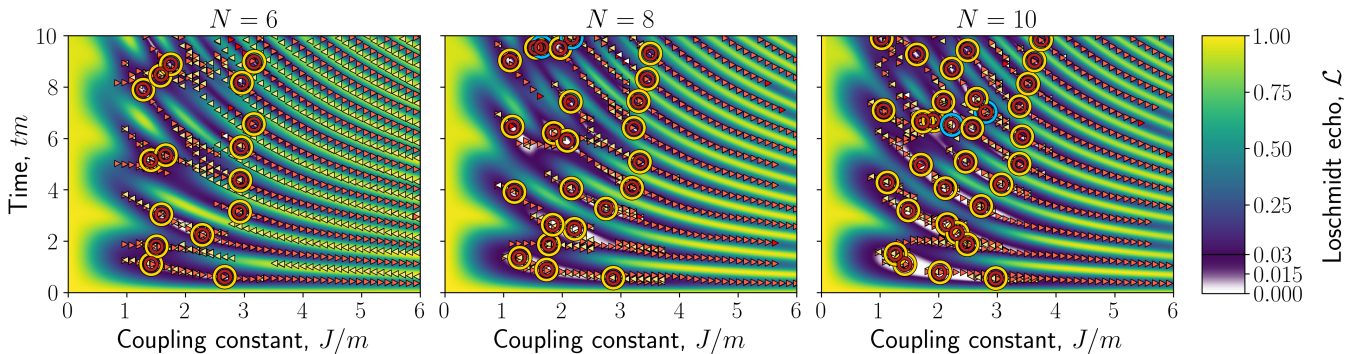 N = 6
N = 8
N = 10
Time, tm
0
2
4
6
8
10
0 1 2 3 4 5 6
0 1 2 3 4 5 6
0 1 2 3 4 5 6
Coupling constant, J/m
Coupling constant, J/m
Coupling constant, J/m
1.00
0.75
0.50
0.25
0.03
0.015
0.000
Loschmidt echo, ℒ